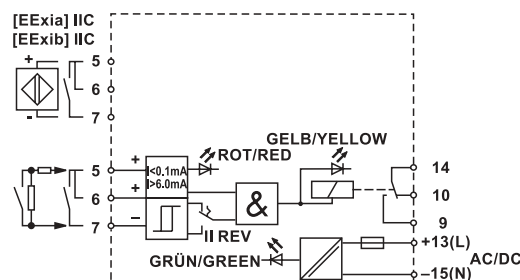 [EExia] IIC
[EExib] IIC
+
5
6
-
7
5
+
I<0.1mA
I>6.0mA
ROT/RED
GELB/YELLOW
6
+
&
7
–
II REV
14
10
9
GRÜN/GREEN
+13(L)
AC/DC
–15(N)